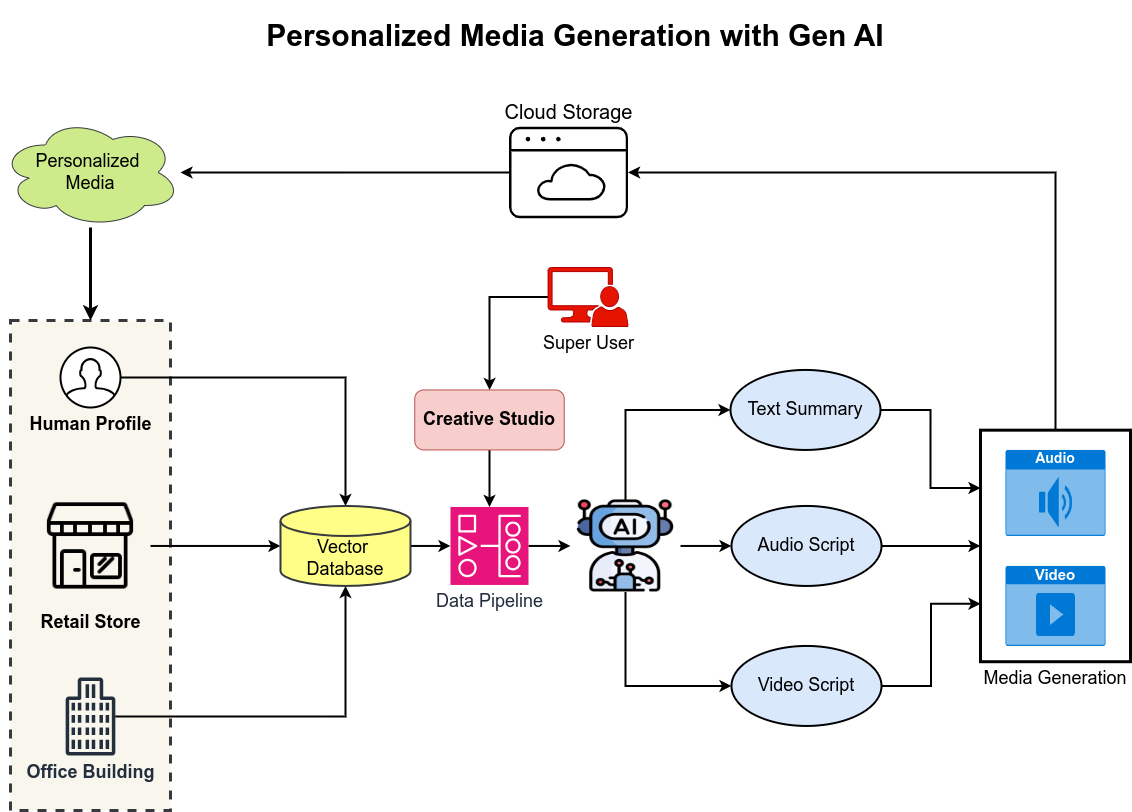 Personalized Media Generation with Gen AI
Cloud Storage
Personalized
Media
Super User
Human Profile
Creative Studio
Text Summary
Audio
Retail Store
Vector
Database
Data Pipeline
AI
Audio Script
Video
Office Building
Video Script
Media Generation